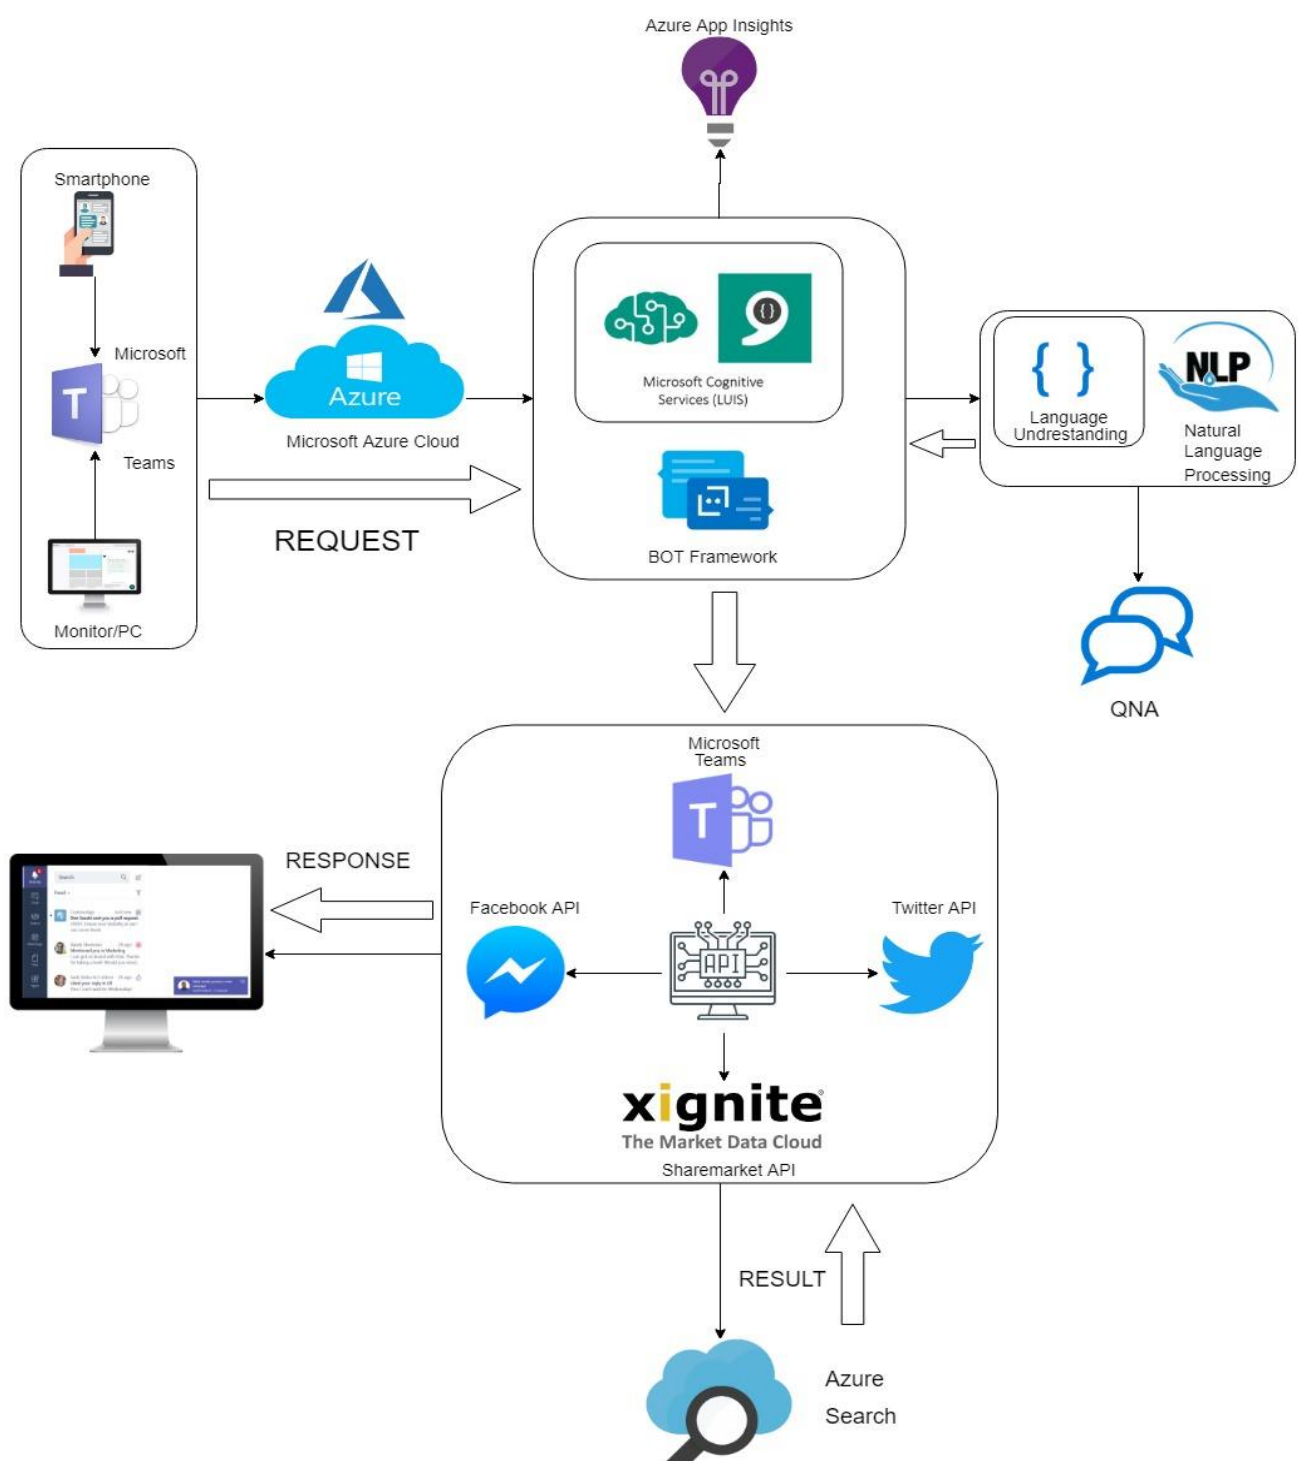 Azure App Insights
Smartphone
Microsoft
T
Teams
Monitor/PC
Azure
Microsoft Azure Cloud
REQUEST
{}
Microsoft Cognitive
Services (LUIS)
BOT Framework
{ }
Language
Undrestanding
NLP
Natural
Language
Processing
QNA
Microsoft
Teams
T
RESPONSE
Search
Facebook API
Twitter API
API
xignite®
The Market Data Cloud
Sharemarket API
RESULT
Azure
Search